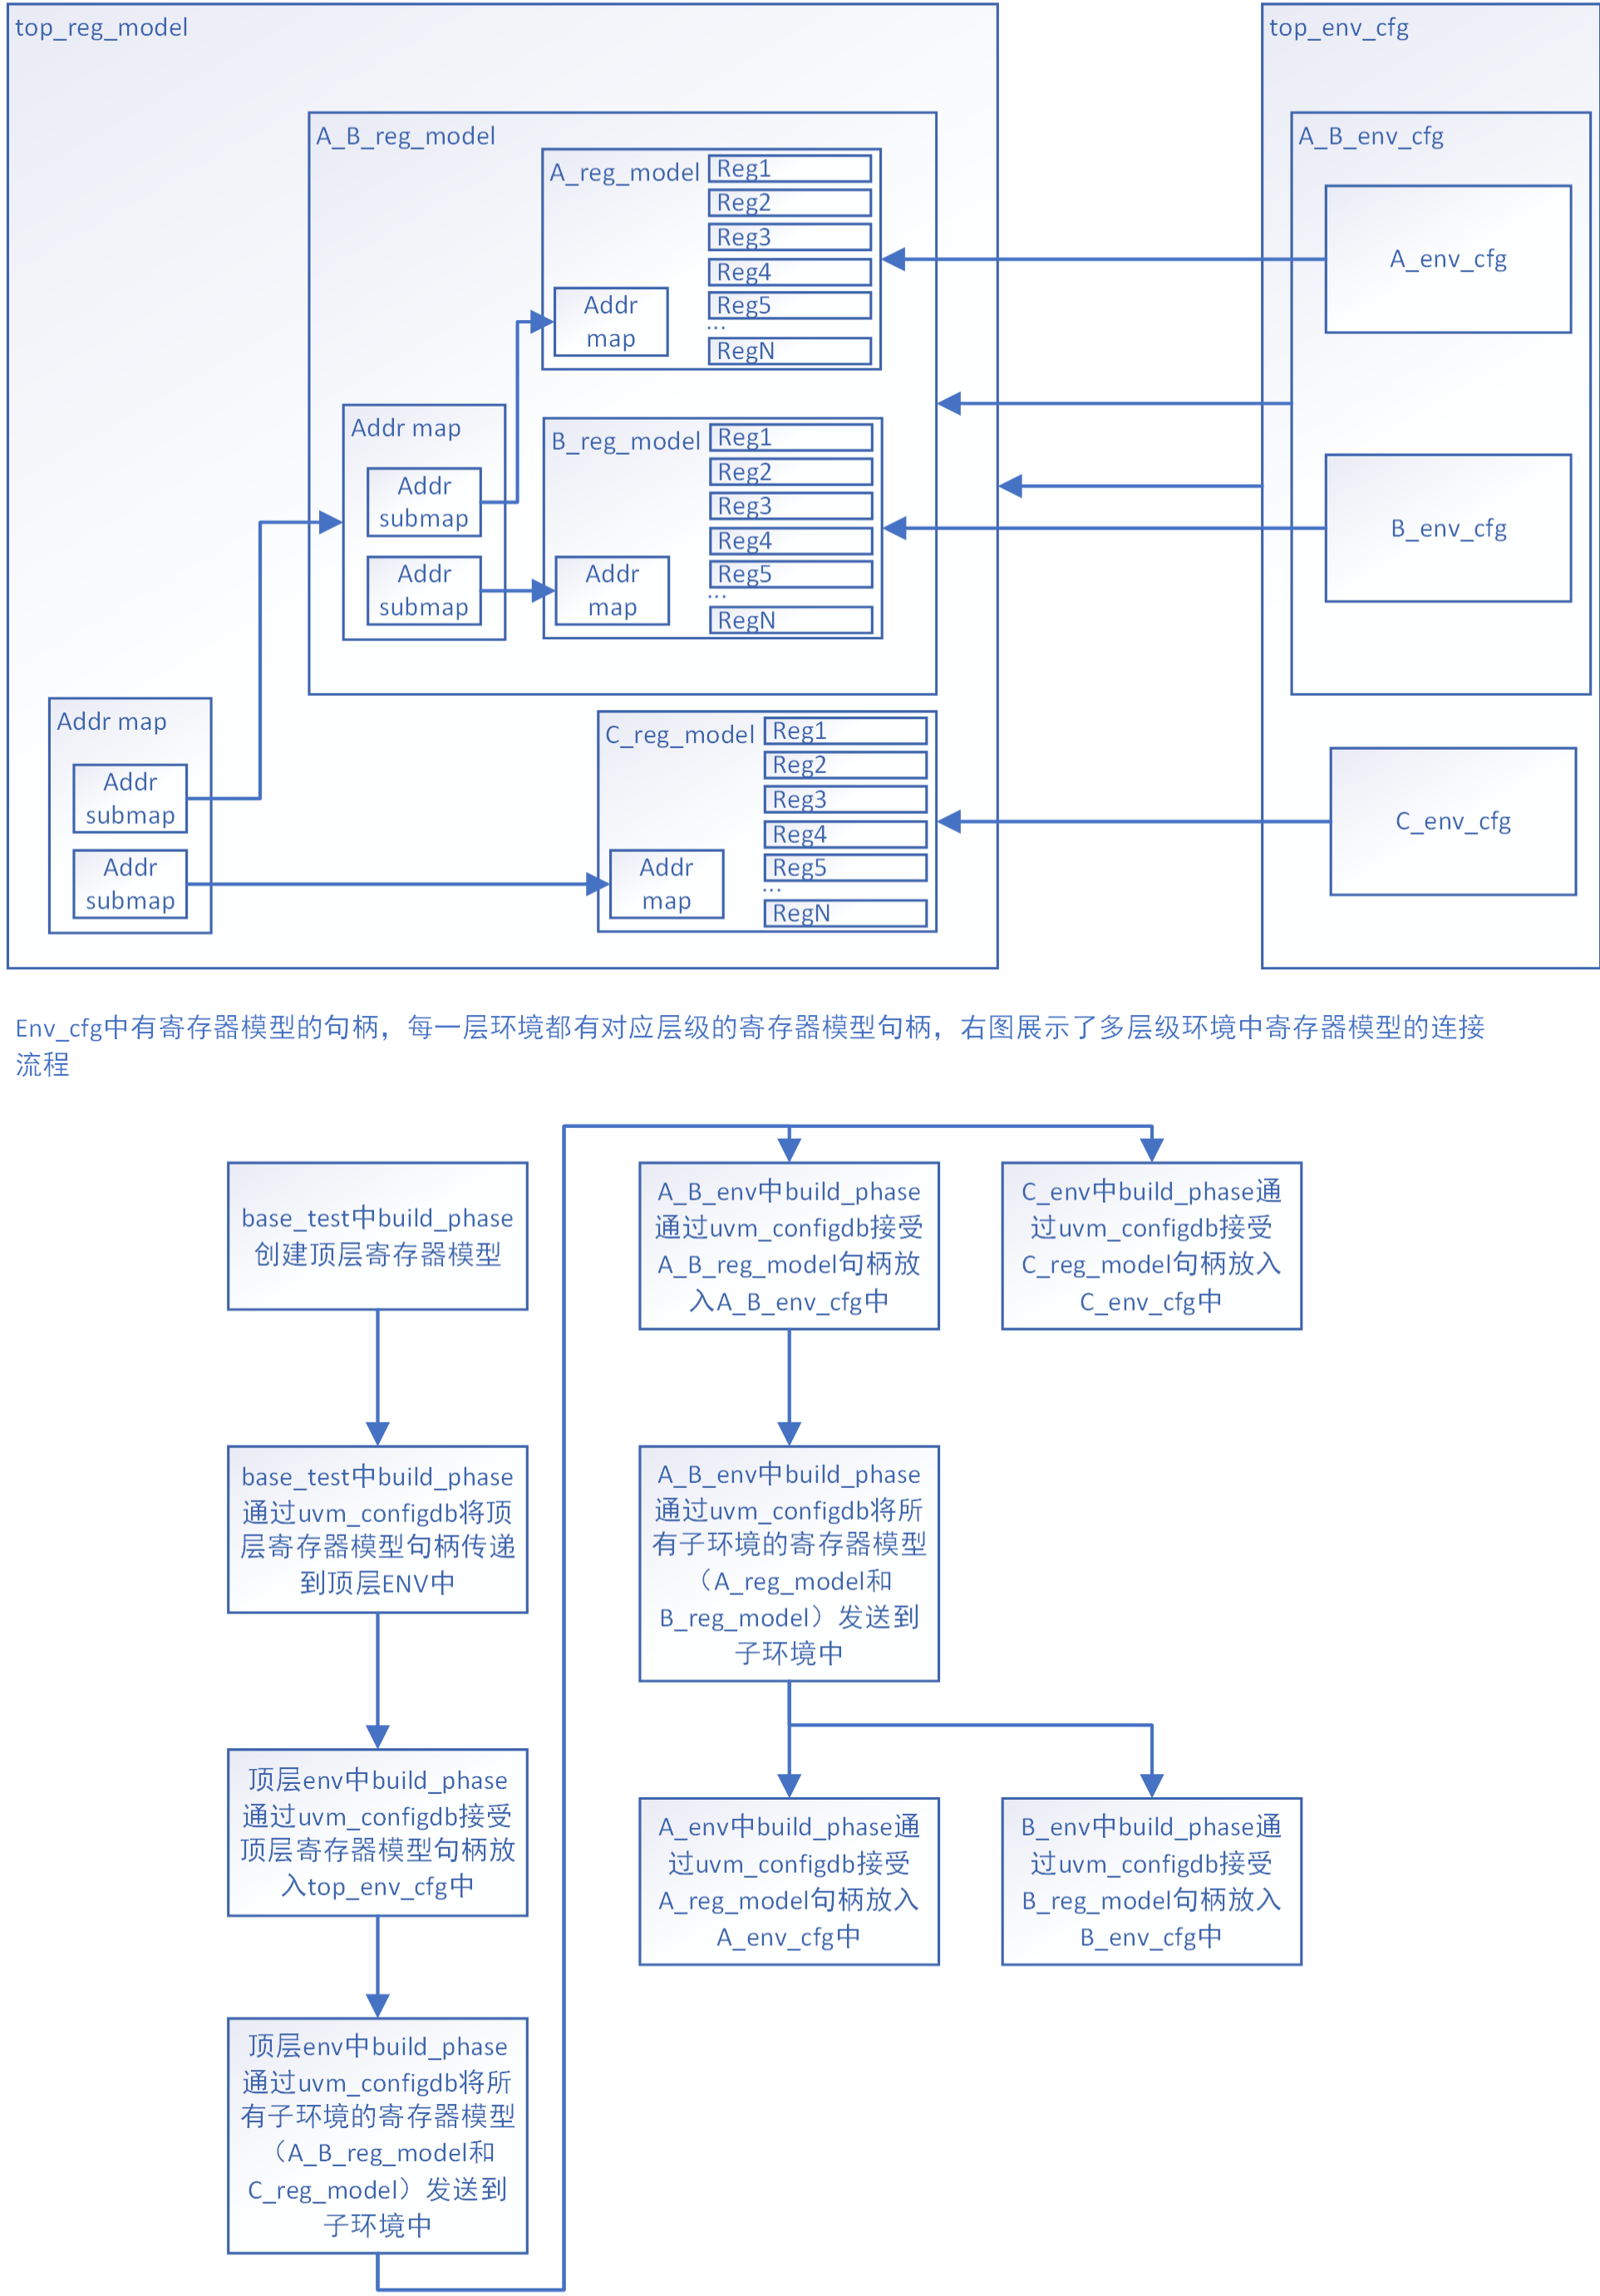 top_reg_model
A_B_reg_model
A_reg_model
Reg1
Reg2
Reg3
Reg4
Reg5
...
RegN
Addr
map
Addr map
Addr
submap
Addr
submap
B_reg_model
Reg1
Reg2
Reg3
Reg4
Reg5
...
RegN
Addr
map
Addr map
Addr
submap
Addr
submap
C_reg_model
Reg1
Reg2
Reg3
Reg4
Reg5
...
RegN
Addr
map
top_env_cfg
A_B_env_cfg
A_env_cfg
B_env_cfg
C_env_cfg
Env_cfg中有寄存器模型的句柄，每一层环境都有对应层级的寄存器模型句柄，右图展示了多层级环境中寄存器模型的连接
流程
base_test中build_phase
创建顶层寄存器模型
base_test中build_phase
通过uvm_configdb将顶
层寄存器模型句柄传递
到顶层ENV中
顶层env中build_phase
通过uvm_configdb接受
顶层寄存器模型句柄放
入top_env_cfg中
顶层env中build_phase
通过uvm_configdb将所
有子环境的寄存器模型
（A_B_reg_model和
C_reg_model）发送到
子环境中
A_B_env中build_phase
通过uvm_configdb接受
A_B_reg_model句柄放
入A_B_env_cfg中
C_env中build_phase通
过uvm_configdb接受
C_reg_model句柄放入
C_env_cfg中
A_B_env中build_phase
通过uvm_configdb将所
有子环境的寄存器模型
（A_reg_model和
B_reg_model）发送到
子环境中
A_env中build_phase通
过uvm_configdb接受
A_reg_model句柄放入
A_env_cfg中
B_env中build_phase通
过uvm_configdb接受
B_reg_model句柄放入
B_env_cfg中